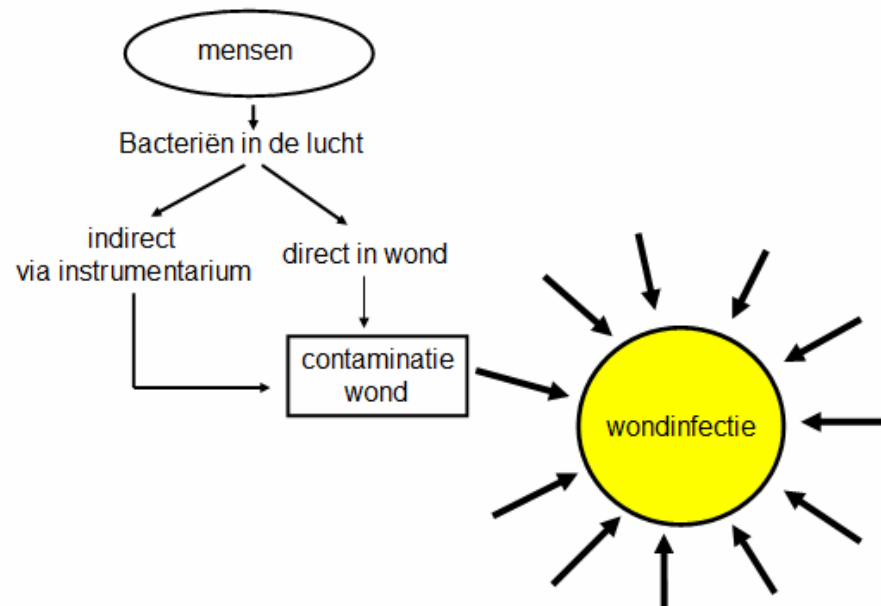 mensen
Bacteriën in de lucht
indirect
via instrumentarium
direct in wond
contaminatie
wond
wondinfectie